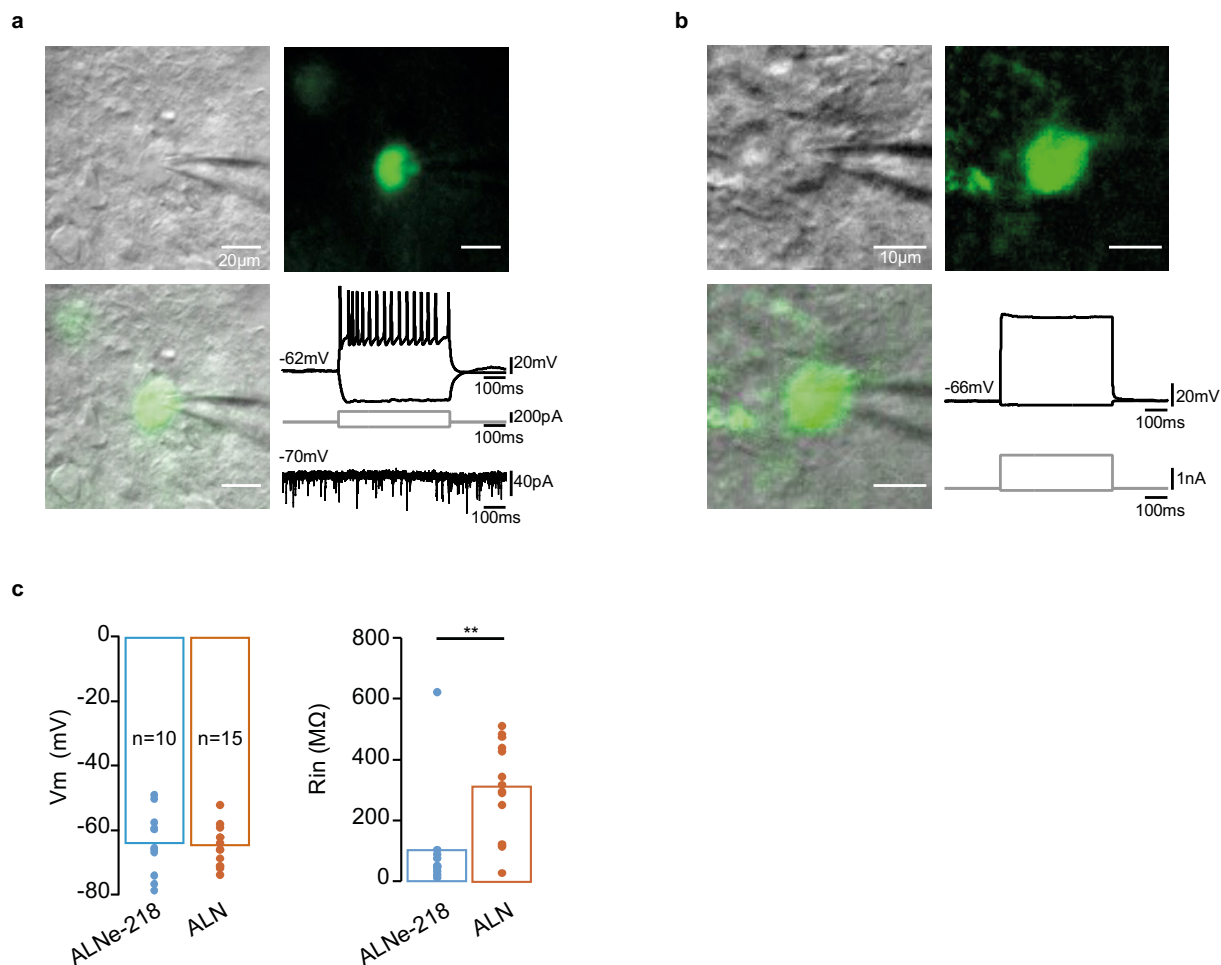 a
b
20µm
10µm
-62mV
20mV
100ms
200pA
100ms
-70mV
40pA
100ms
-66mV
20mV
100ms
1nA
100ms
c
Vm (mV)
0
-20
-40
-60
-80
n=10
n=15
ALNe-218
ALN
Rin (MΩ)
800
600
400
200
0
**
ALNe-218
ALN